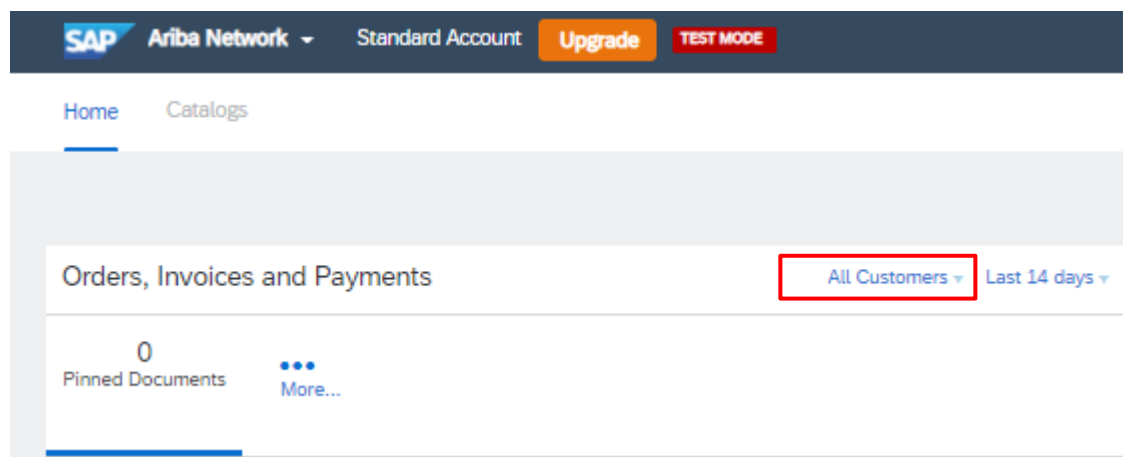 SAP Ariba Network Standard Account Upgrade TEST MODE
Home Catalogs
Orders, Invoices and Payments All Customers Last 14 days
0
Pinned Documents
More...